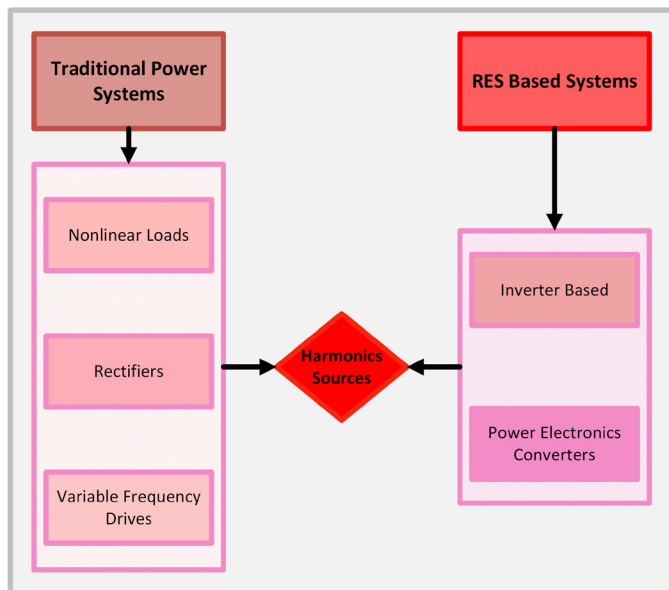 Traditional Power
Systems
RES Based Systems
Nonlinear Loads
Rectifiers
Variable Frequency
Drives
Harmonics
Sources
Inverter Based
Power Electronics
Converters